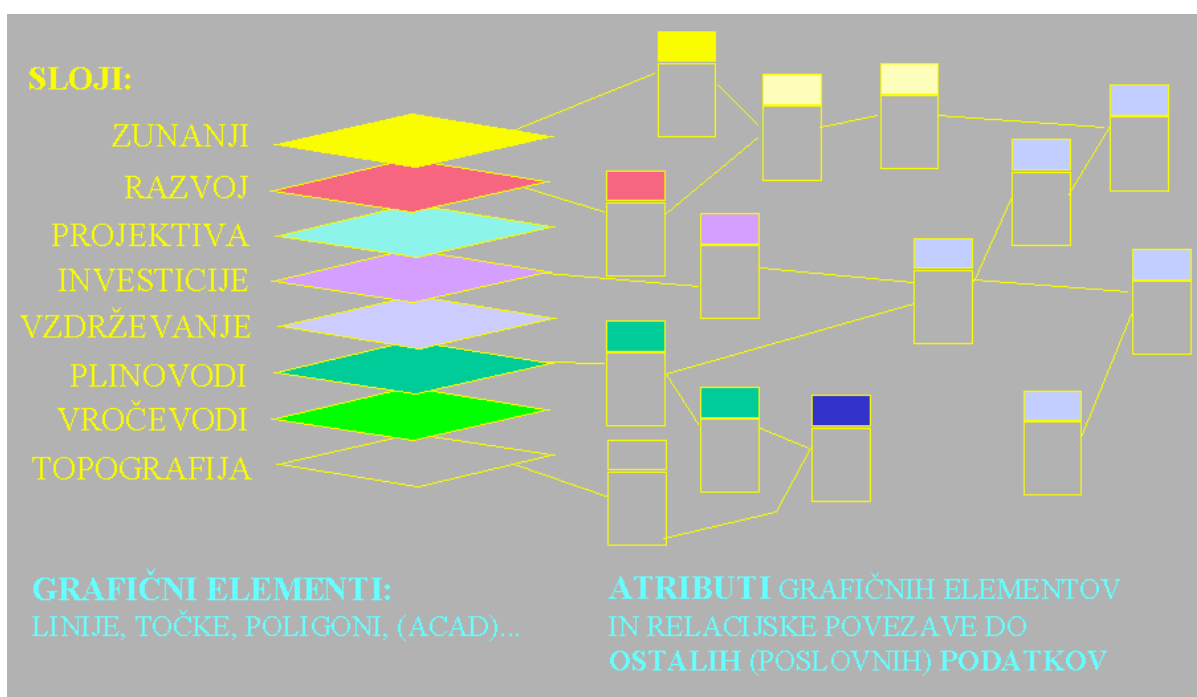 SLOJI:
ZUNANJI
RAZVOJ
PROJEKTIVA
INVESTICIJE
VZDRŽEVANJE
PLINOVODI
VROČEVODI
TOPOGRAFIJA
GRAFIČNI ELEMENTI:
LINIJE, TOČKE, POLIGONI, (ACAD)...
ATRIBUTI GRAFIČNIH ELEMENTOV
IN RELACIJSKE POVEZAVE DO
OSTALIH (POSLOVNIH) PODATKOV